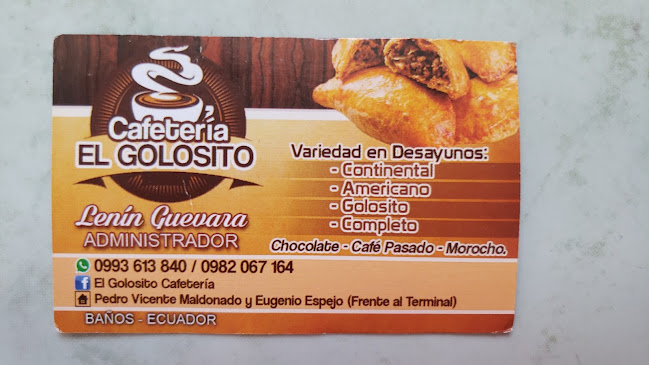 Cafetería
EL GOLOSITO
Lenín Guevara
ADMINISTRADOR
Variedad en Desayunos:
- Continental
- Americano
- Golosito
- Completo
Chocolate - Café Pasado - Morocho.
0993 613 840 / 0982 067 164
El Golosito Cafetería
Pedro Vicente Maldonado y Eugenio Espejo (Frente al Terminal)
BAÑOS - ECUADOR